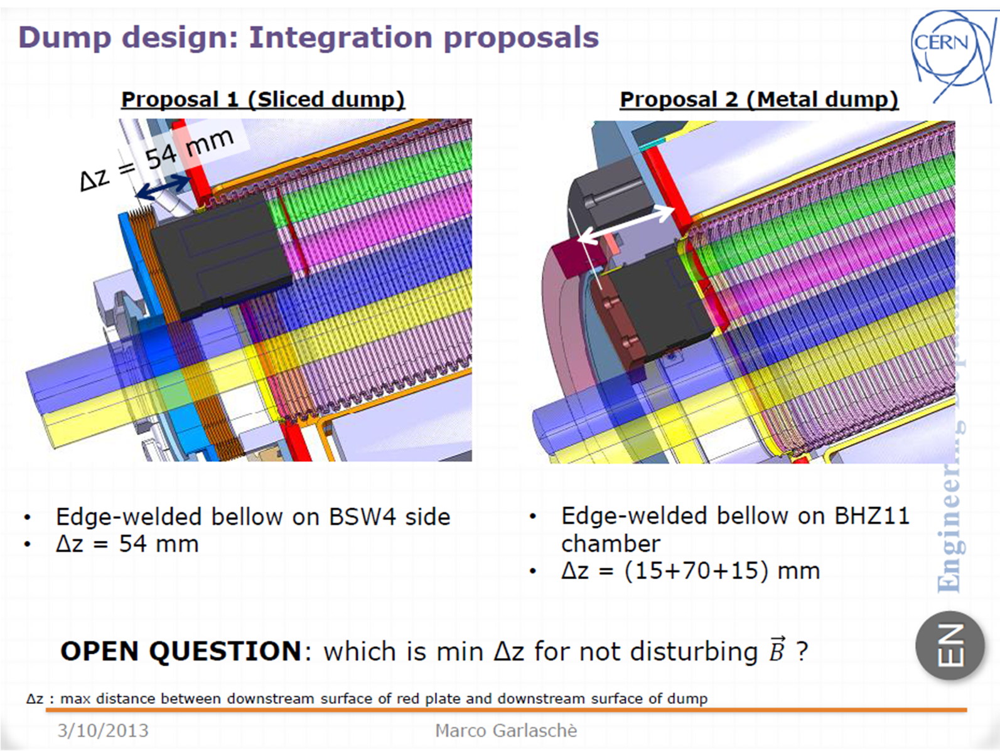 Dump design: Integration proposals
CERN
Proposal 1 (Sliced dump)
Δz = 54 mm
• Edge-welded bellow on BSW4 side
• Δz = 54 mm
Proposal 2 (Metal dump)
• Edge-welded bellow on BHZ11
chamber
• Δz = (15+70+15) mm
Engineering Department
EN
OPEN QUESTION: which is min Δz for not disturbing B⃗ ?
Δz : max distance between downstream surface of red plate and downstream surface of dump
3/10/2013
Marco Garlaschè